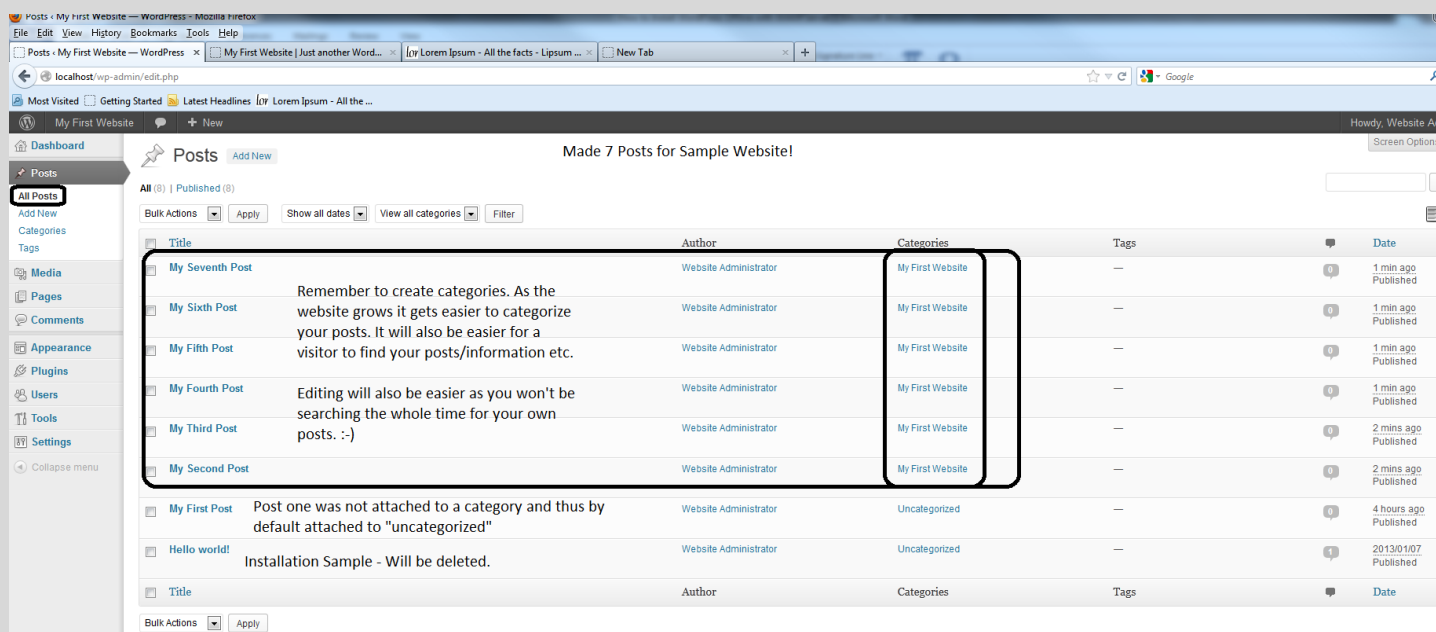 Posts ‹ My First Website — WordPress - Mozilla Firefox
File Edit View History Bookmarks Tools Help
Posts ‹ My First Website — WordPress × My First Website | Just another Word... × Lorem Ipsum - All the facts - Lipsum ... × New Tab × +
localhost/wp-admin/edit.php Google
Most Visited Getting Started Latest Headlines Lorem Ipsum - All the ...
My First Website + New Howdy, Website
Dashboard
Posts
All Posts
Add New
Categories
Tags
Media
Pages
Comments
Appearance
Plugins
Users
Tools
Settings
Collapse menu
Posts Add New
Made 7 Posts for Sample Website!
Screen Option
All (8) | Published (8)
Bulk Actions Apply Show all dates View all categories Filter
Title Author Categories Tags Date
My Seventh Post Website Administrator My First Website — 0 1 min ago
Published
My Sixth Post Website Administrator My First Website — 0 1 min ago
Published
My Fifth Post Website Administrator My First Website — 0 1 min ago
Published
My Fourth Post Website Administrator My First Website — 0 1 min ago
Published
My Third Post Website Administrator My First Website — 0 2 mins ago
Published
My Second Post Website Administrator My First Website — 0 2 mins ago
Published
Remember to create categories. As the
website grows it gets easier to categorize
your posts. It will also be easier for a
visitor to find your posts/information etc.
Editing will also be easier as you won't be
searching the whole time for your own
posts. :-)
My First Post Website Administrator Uncategorized — 0 4 hours ago
Published
Post one was not attached to a category and thus by
default attached to "uncategorized"
Hello world! Website Administrator Uncategorized — 1 2013/01/07
Published
Installation Sample - Will be deleted.
Title Author Categories Tags Date
Bulk Actions Apply